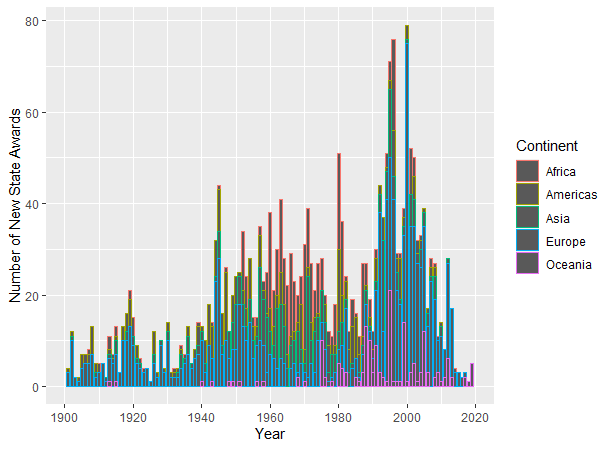 80
60
40
20
0
Number of New State Awards
1900 1920 1940 1960 1980 2000 2020
Year
Continent
Africa
Americas
Asia
Europe
Oceania